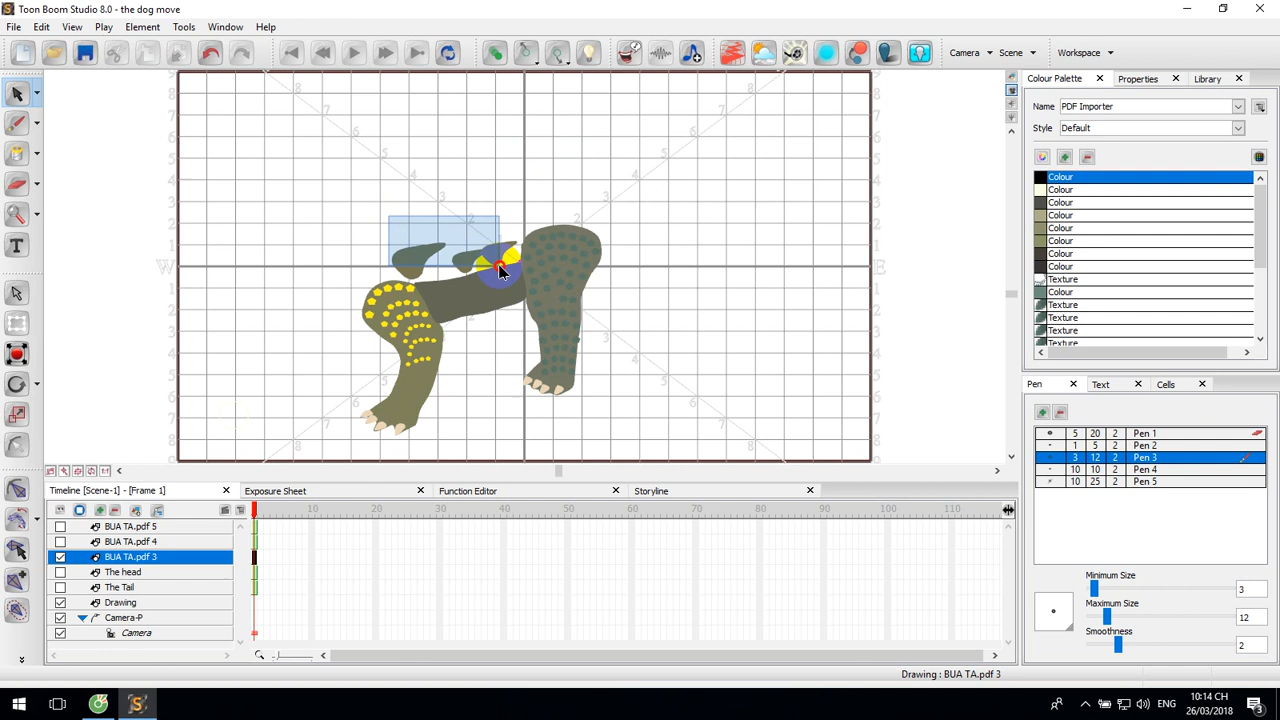 Toon Boom Studio 8.0 - the dog move
File Edit View Play Element Tools Window Help
Camera Scene Workspace
Colour Palette Properties Library
Name PDF Importer
Style Default
Colour
Colour
Colour
Colour
Colour
Colour
Colour
Colour
Texture
Colour
Texture
Texture
Texture
Texture
W E
Pen Text Cells
5 20 2 Pen 1
1 5 2 Pen 2
3 12 2 Pen 3
10 10 2 Pen 4
10 25 2 Pen 5
Minimum Size
3
Maximum Size
12
Smoothness
2
Timeline [Scene-1] - [Frame 1] Exposure Sheet Function Editor Storyline
10 20 30 40 50 60 70 80 90 100 110
BUA TA.pdf 5
BUA TA.pdf 4
BUA TA.pdf 3
The head
The Tail
Drawing
Camera-P
Camera
Drawing : BUA TA.pdf 3
ENG
10:14 CH
26/03/2018